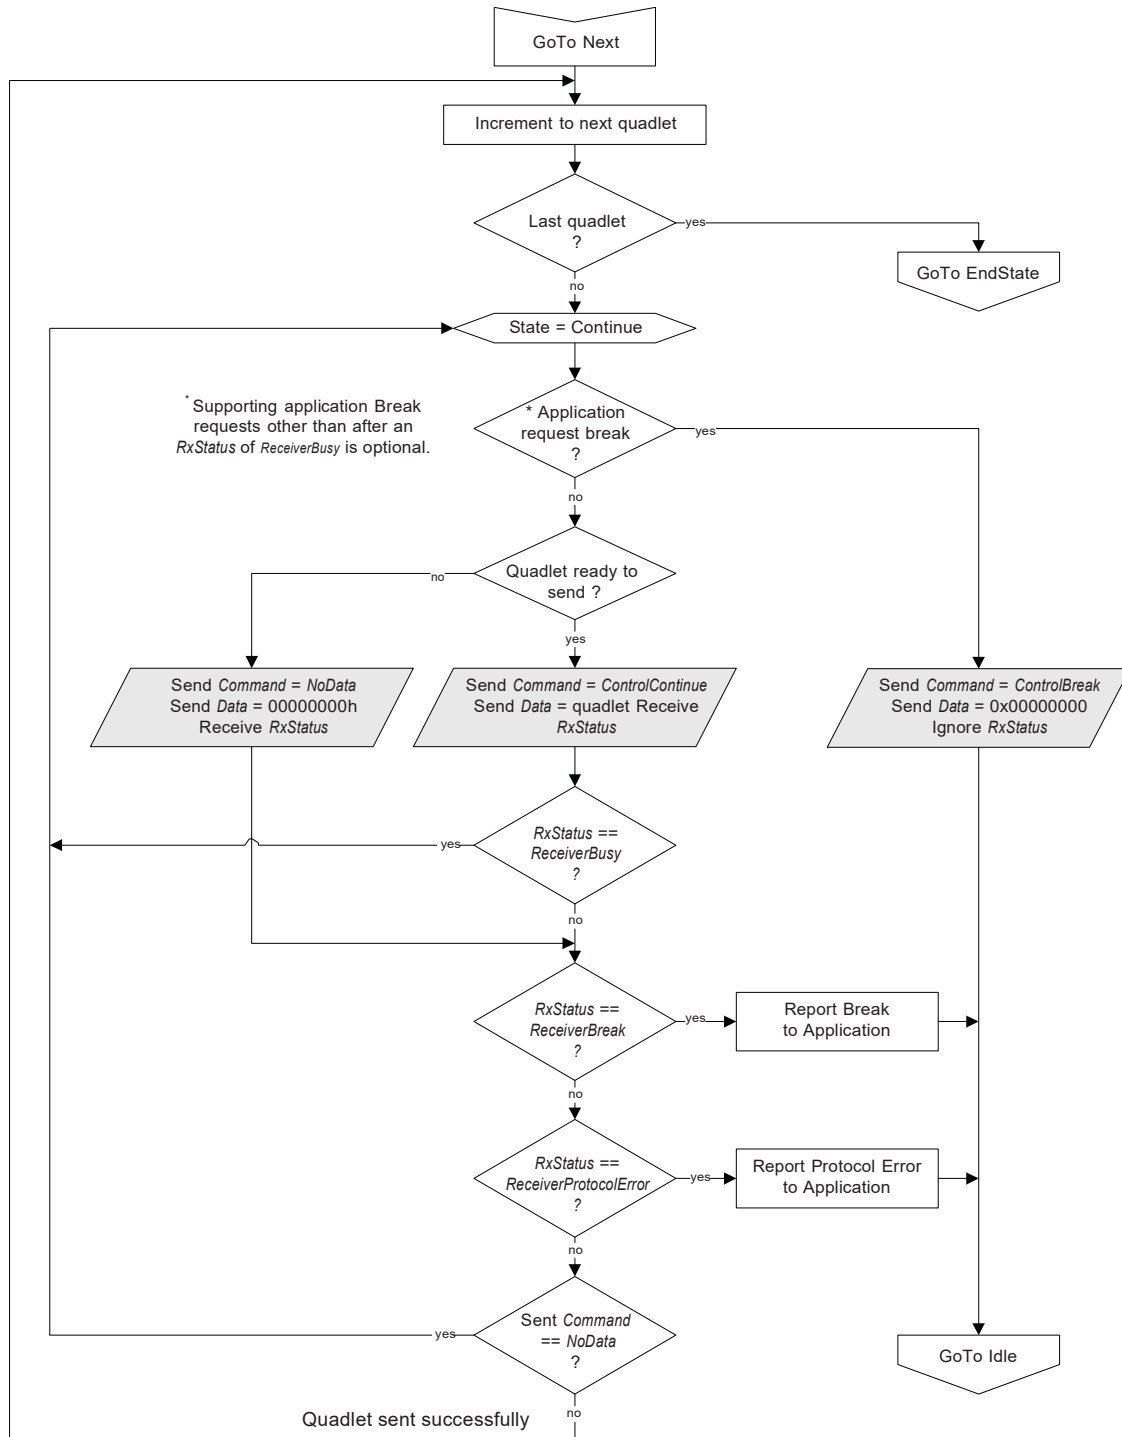 GoTo Next
Increment to next quadlet
Last quadlet
?
yes
GoTo EndState
no
State = Continue
* Supporting application Break
requests other than after an
RxStatus of ReceiverBusy is optional.
* Application
request break
?
yes
no
Quadlet ready to
send ?
no
yes
Send Command = NoData
Send Data = 00000000h
Receive RxStatus
Send Command = ControlContinue
Send Data = quadlet Receive
RxStatus
Send Command = ControlBreak
Send Data = 0x00000000
Ignore RxStatus
RxStatus ==
ReceiverBusy
?
yes
no
RxStatus ==
ReceiverBreak
?
yes
Report Break
to Application
no
RxStatus ==
ReceiverProtocolError
?
yes
Report Protocol Error
to Application
no
Sent Command
== NoData
?
yes
GoTo Idle
no
Quadlet sent successfully